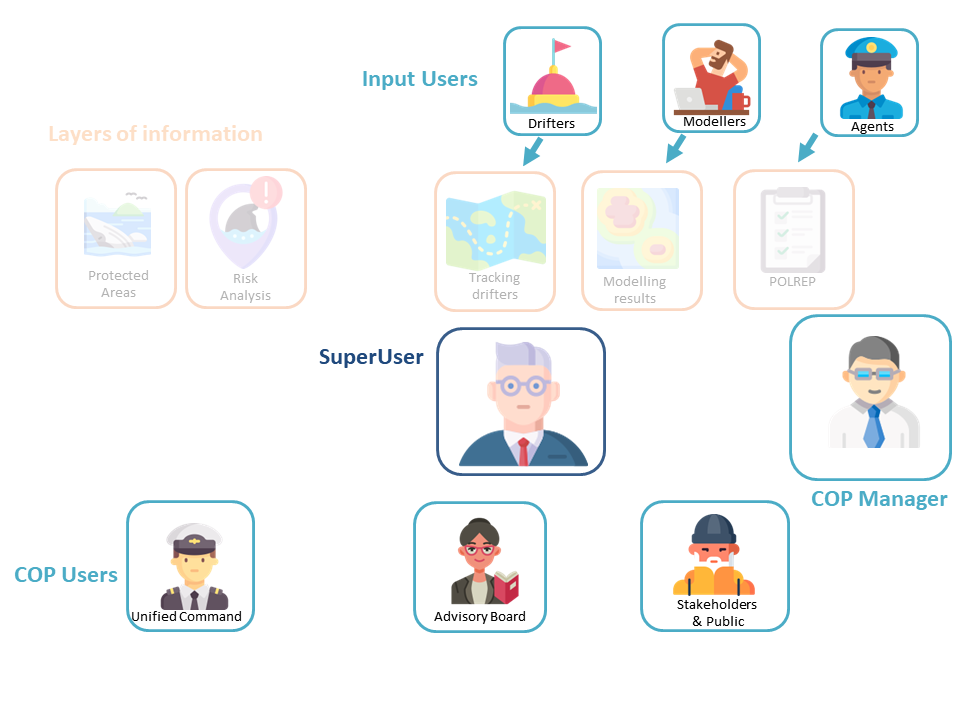 Input Users
Drifters
Modellers
Agents
Layers of information
Protected
Areas
Risk
Analysis
Tracking
drifters
Modelling
results
POLREP
SuperUser
COP Manager
COP Users
Unified Command
Advisory Board
Stakeholders
& Public